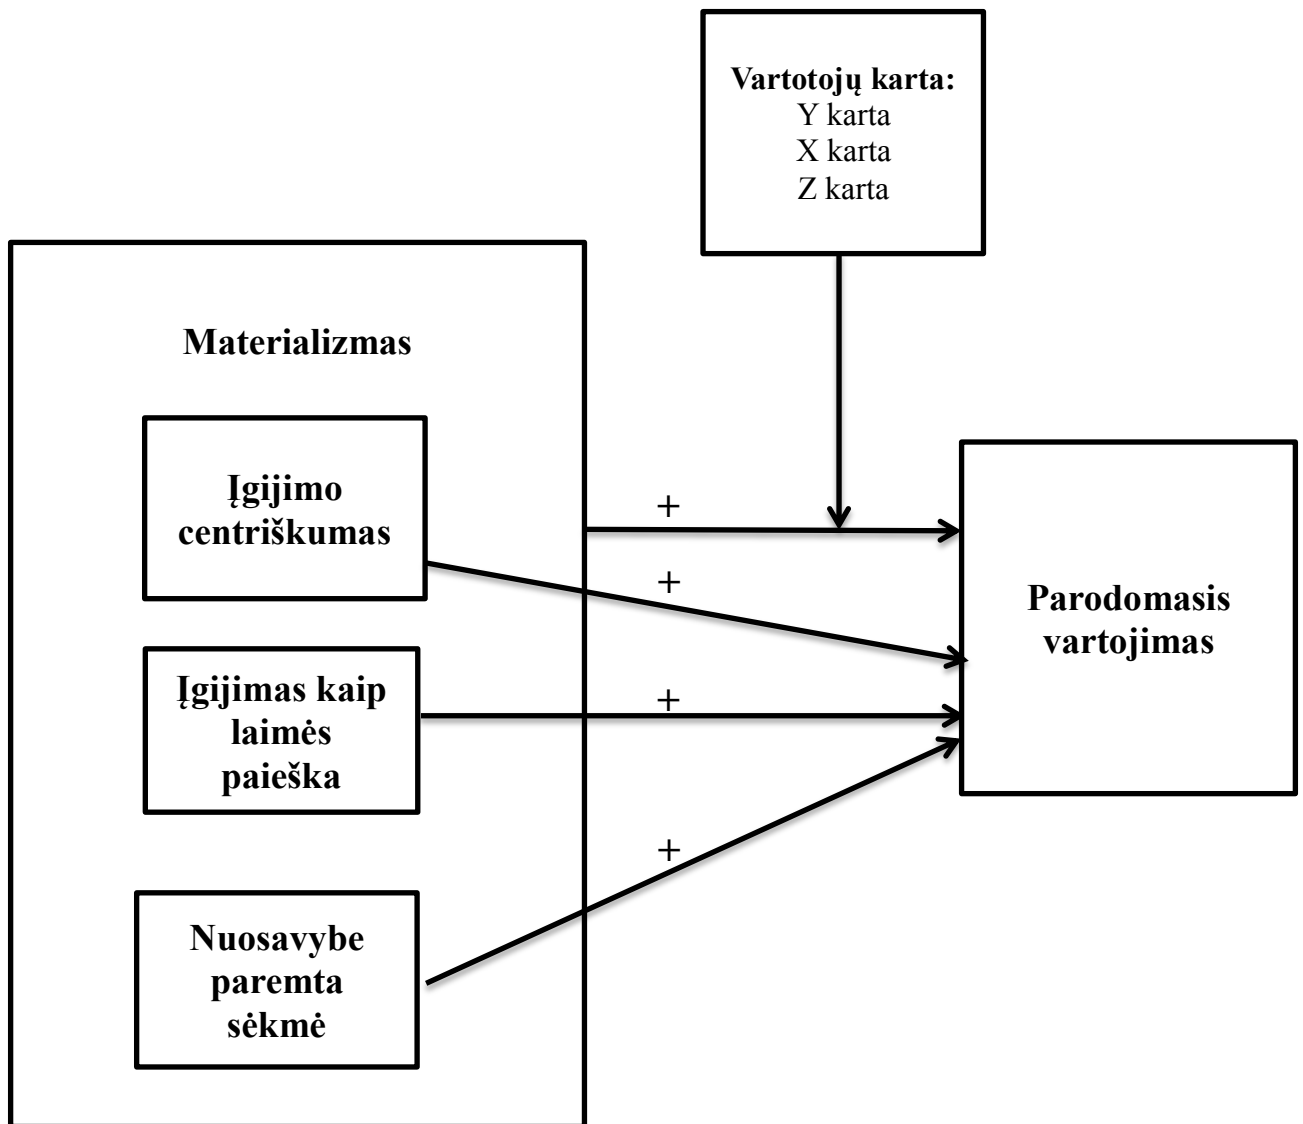 Vartotojų karta:
Y karta
X karta
Z karta
Materializmas
Įgijimo
centriškumas
+
+
Parodomasis
vartojimas
Įgijimas kaip
laimės
paieška
+
+
Nuosavybe
paremta
sėkmė